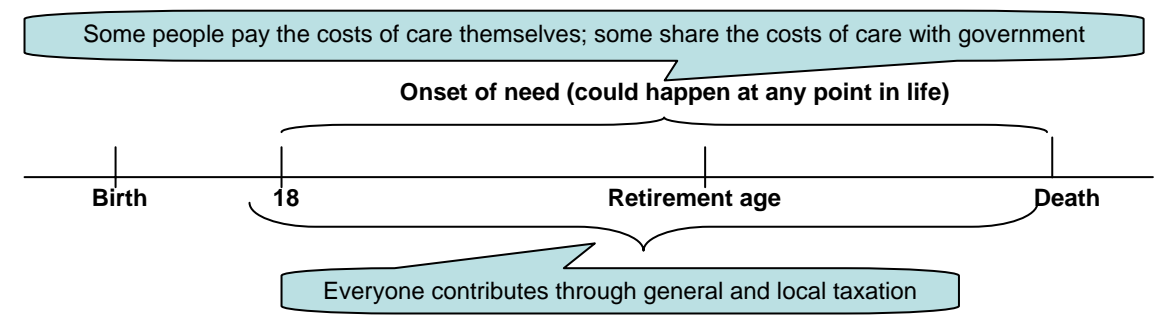 Some people pay the costs of care themselves; some share the costs of care with government
Onset of need (could happen at any point in life)
Birth 18 Retirement age Death
Everyone contributes through general and local taxation